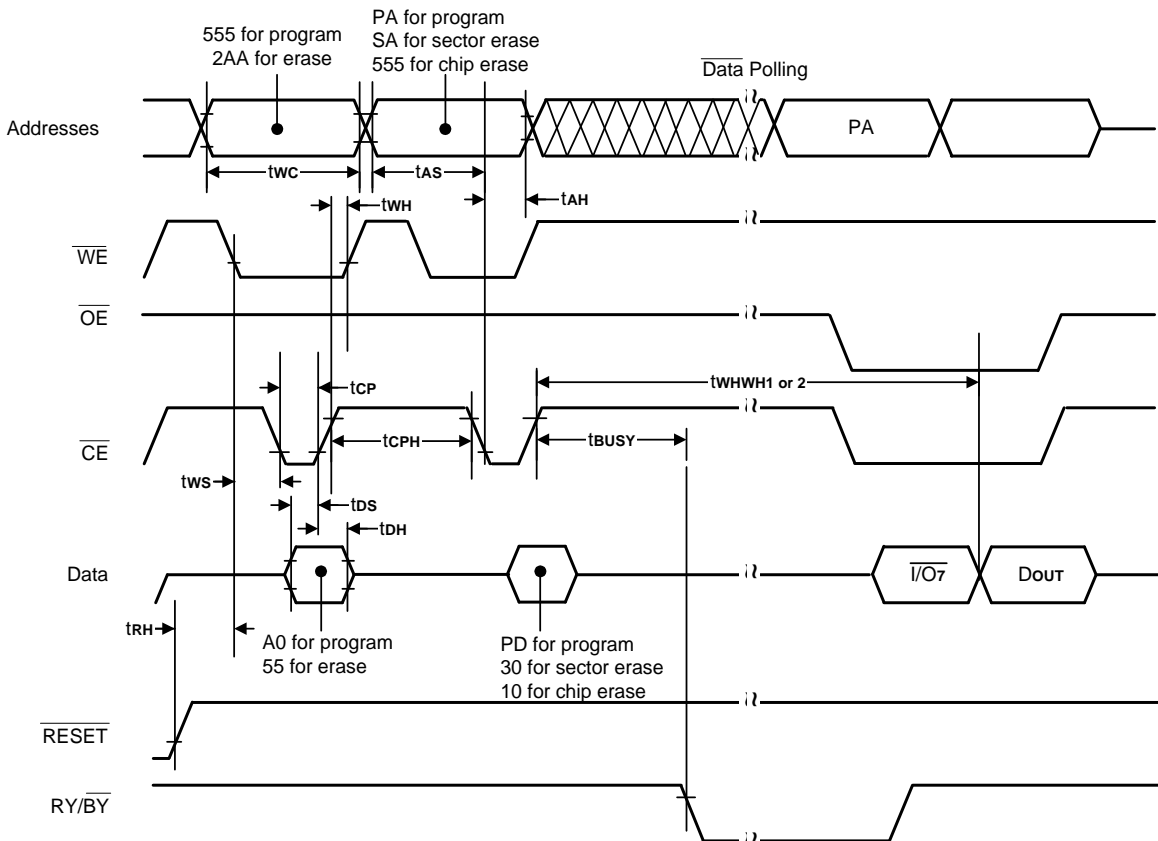 555 for program
2AA for erase
PA for program
SA for sector erase
555 for chip erase
Data Polling
Addresses
PA
tWC
tAS
tAH
tWH
WE
OE
tWHWH1 or 2
tCP
tCPH
tBUSY
CE
tWS
tDS
tDH
Data
I/O7
DOUT
tRH
A0 for program
55 for erase
PD for program
30 for sector erase
10 for chip erase
RESET
RY/BY